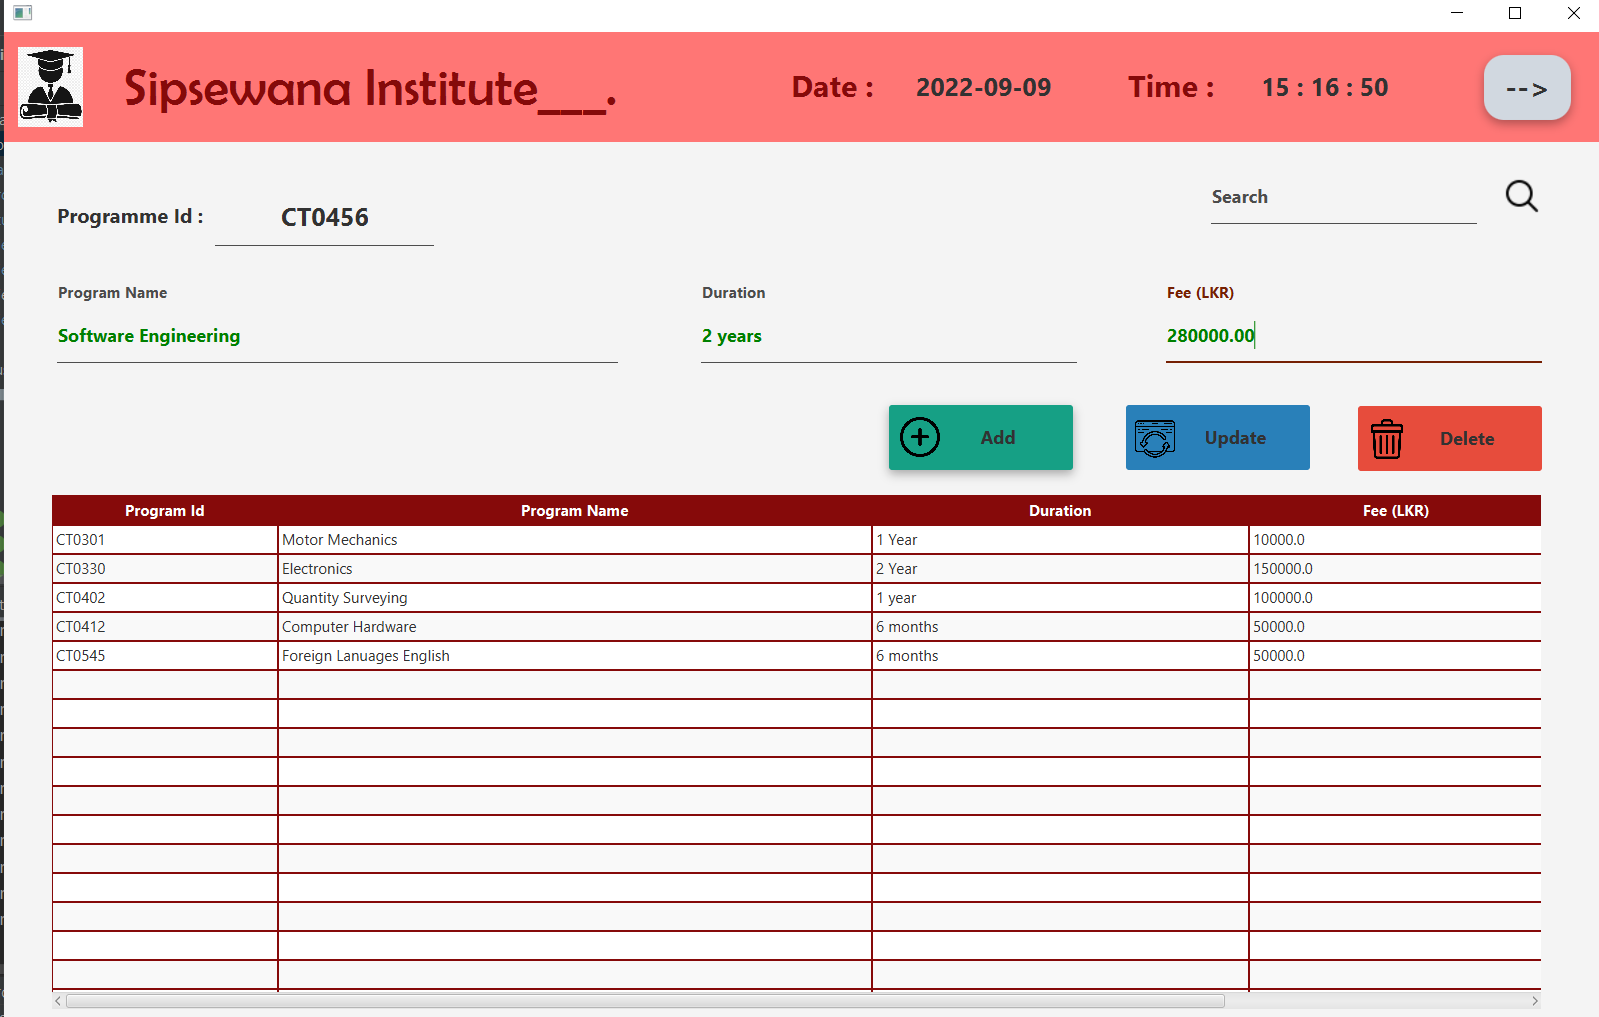 Sipsewana Institute___.
Date : 2022-09-09 Time : 15 : 16 : 50 -->
Search
Programme Id : CT0456
Program Name Duration Fee (LKR)
Software Engineering 2 years 280000.00
Add Update Delete
Program Id Program Name Duration Fee (LKR)
CT0301 Motor Mechanics 1 Year 10000.0
CT0330 Electronics 2 Year 150000.0
CT0402 Quantity Surveying 1 year 100000.0
CT0412 Computer Hardware 6 months 50000.0
CT0545 Foreign Lanuages English 6 months 50000.0